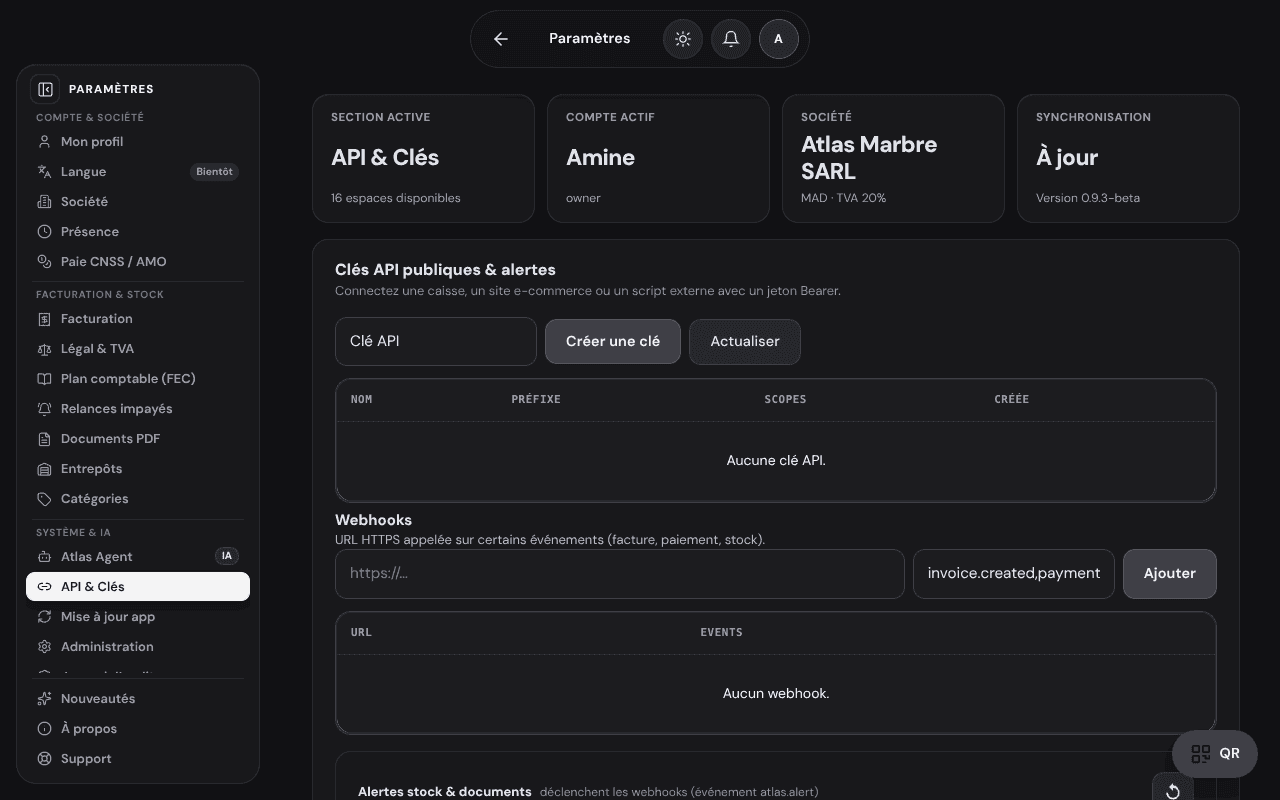 Paramètres
A
PARAMÈTRES
COMPTE & SOCIÉTÉ
Mon profil
Langue
Bientôt
Société
Présence
Paie CNSS / AMO
FACTURATION & STOCK
Facturation
Légal & TVA
Plan comptable (FEC)
Relances impayés
Documents PDF
Entrepôts
Catégories
SYSTÈME & IA
Atlas Agent
IA
API & Clés
Mise à jour app
Administration
Nouveautés
À propos
Support
SECTION ACTIVE
API & Clés
16 espaces disponibles
COMPTE ACTIF
Amine
owner
SOCIÉTÉ
Atlas Marbre
SARL
MAD · TVA 20%
SYNCHRONISATION
À jour
Version 0.9.3-beta
Clés API publiques & alertes
Connectez une caisse, un site e-commerce ou un script externe avec un jeton Bearer.
Clé API
Créer une clé
Actualiser
NOM PRÉFIXE SCOPES CRÉÉE
Aucune clé API.
Webhooks
URL HTTPS appelée sur certains événements (facture, paiement, stock).
https://…
invoice.created,payment
Ajouter
URL EVENTS
Aucun webhook.
QR
Alertes stock & documents déclenchent les webhooks (événement atlas.alert)